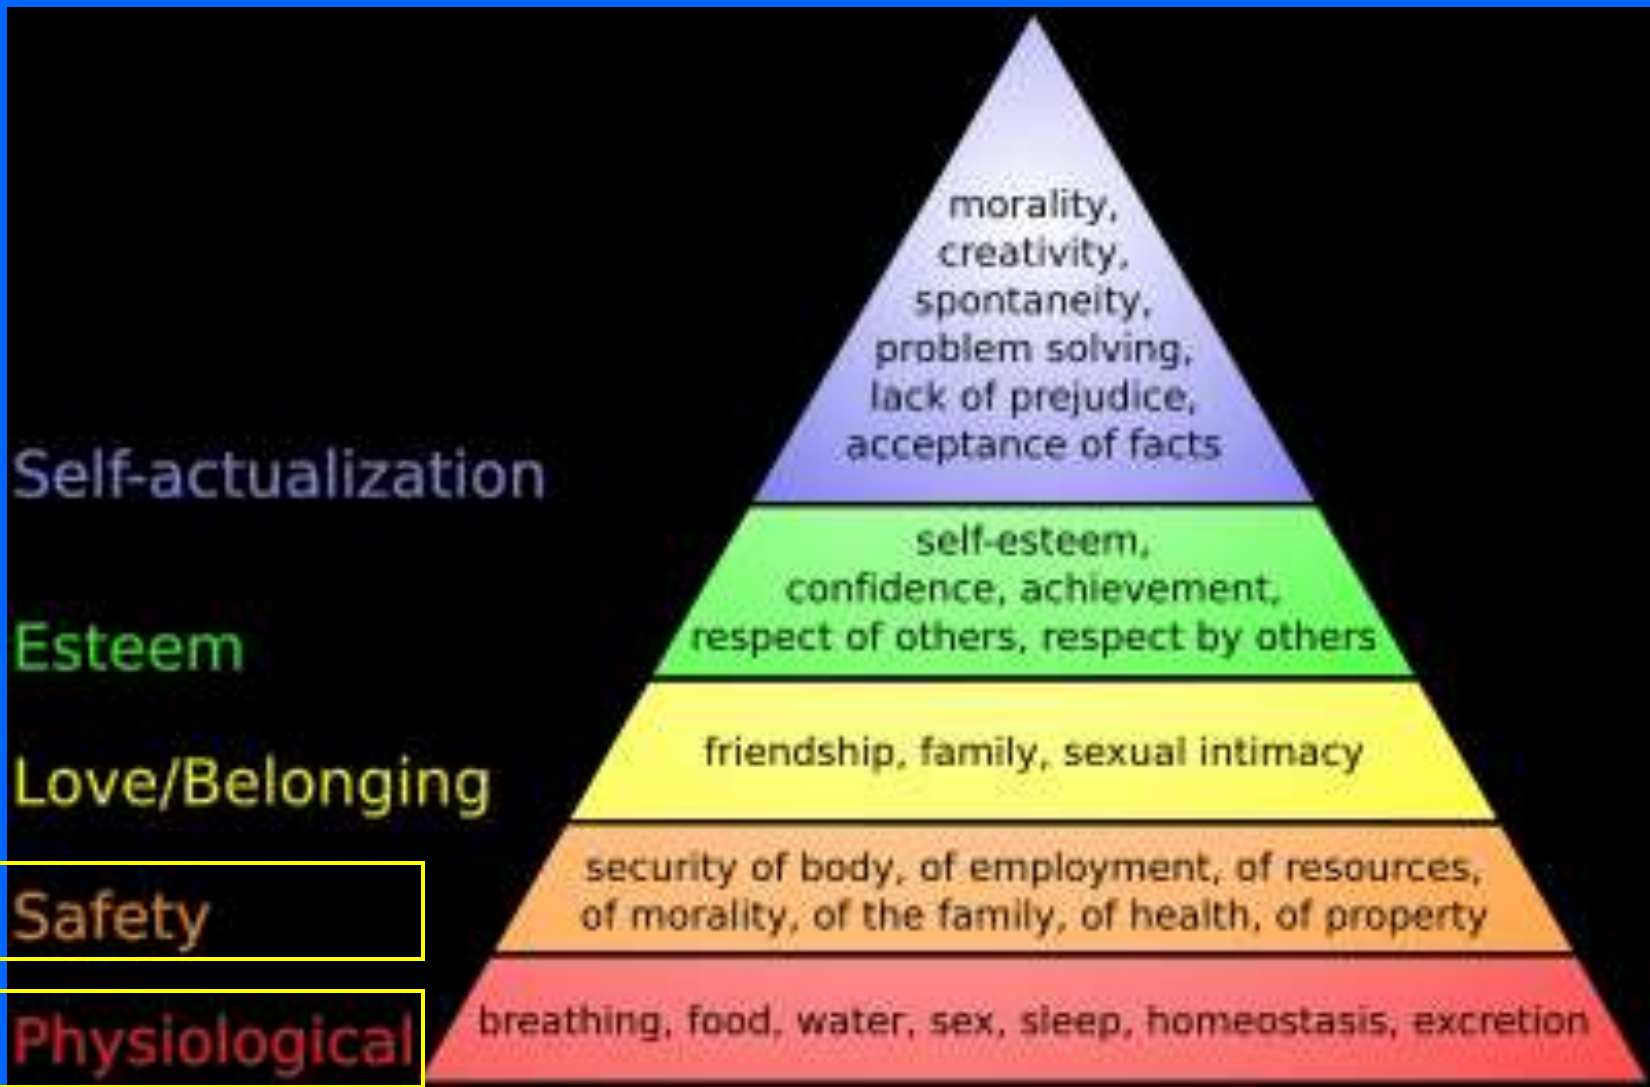 morality,
creativity,
spontaneity,
problem solving,
lack of prejudice,
acceptance of facts
Self-actualization
self-esteem,
confidence, achievement,
respect of others, respect by others
Esteem
friendship, family, sexual intimacy
Love/Belonging
security of body, of employment, of resources,
of morality, of the family, of health, of property
Safety
breathing, food, water, sex, sleep, homeostasis, excretion
Physiological